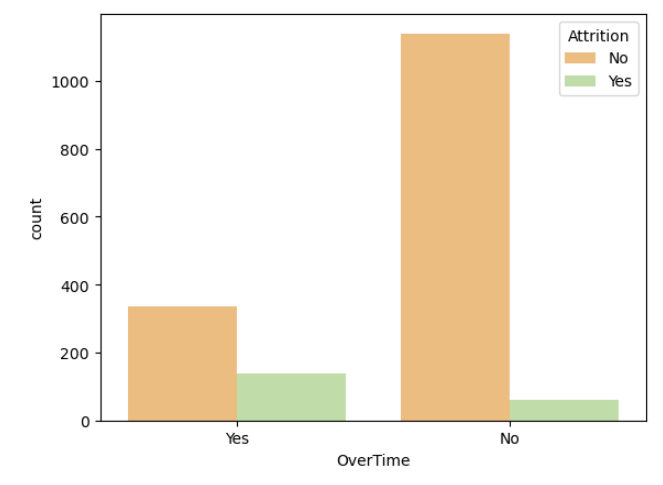 Attrition
No
Yes
1000
800
600
400
200
0
count
Yes
No
OverTime